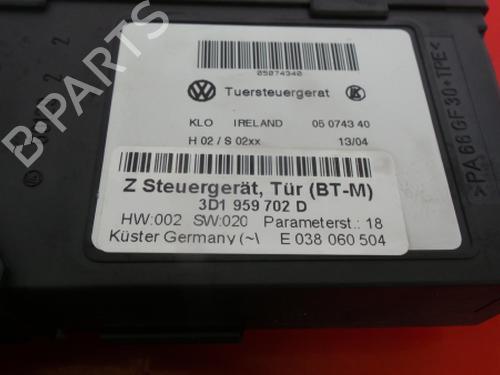 05074340
Tuersteuergerat
KLO IRELAND 05 0743 40
H 02 / S 02xx 13/04
Z Steuergerät, Tür (BT-M)
3D1 959 702 D
HW:002 SW:020 Parameterst.: 18
Küster Germany (~\ E 038 060 504
>PA 66 GF 30+TPE<
B-PARTS